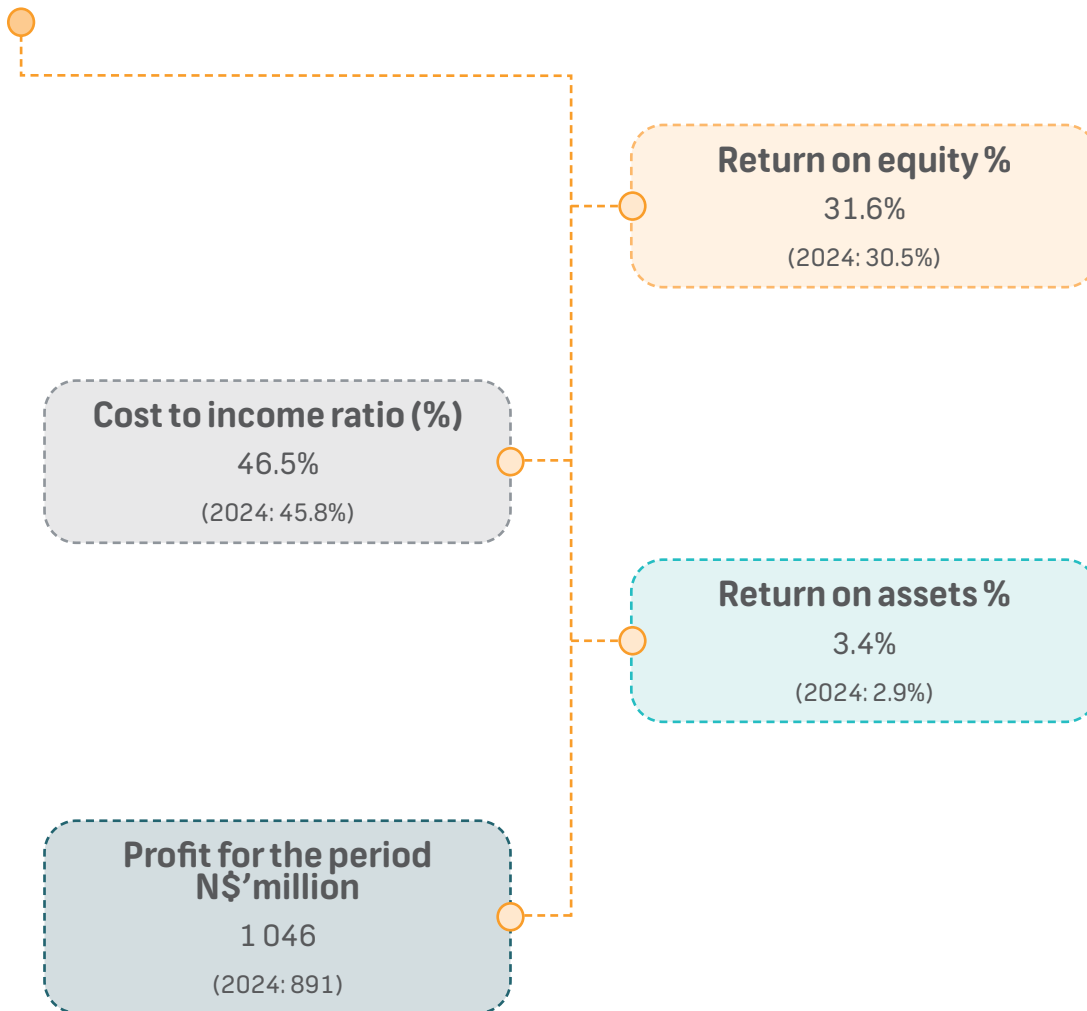 Return on equity %
31.6%
(2024: 30.5%)
Cost to income ratio (%)
46.5%
(2024: 45.8%)
Return on assets %
3.4%
(2024: 2.9%)
Profit for the period
N$’million
1 046
(2024: 891)